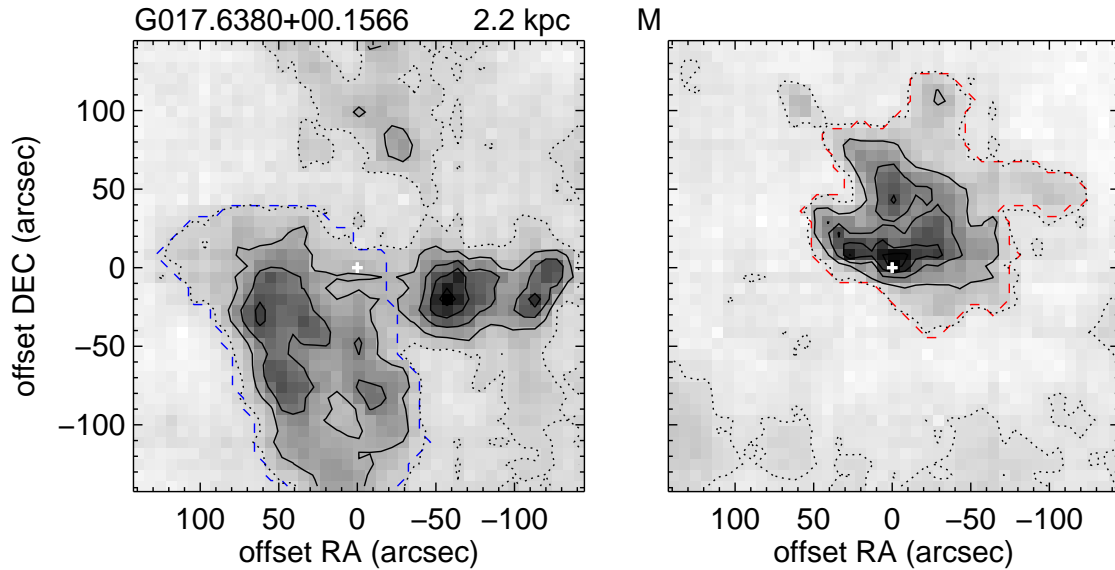 G017.6380+00.1566 2.2 kpc M
100
50
0
−50
−100
offset DEC (arcsec)
100 50 0 −50 −100 100 50 0 −50 −100
offset RA (arcsec) offset RA (arcsec)